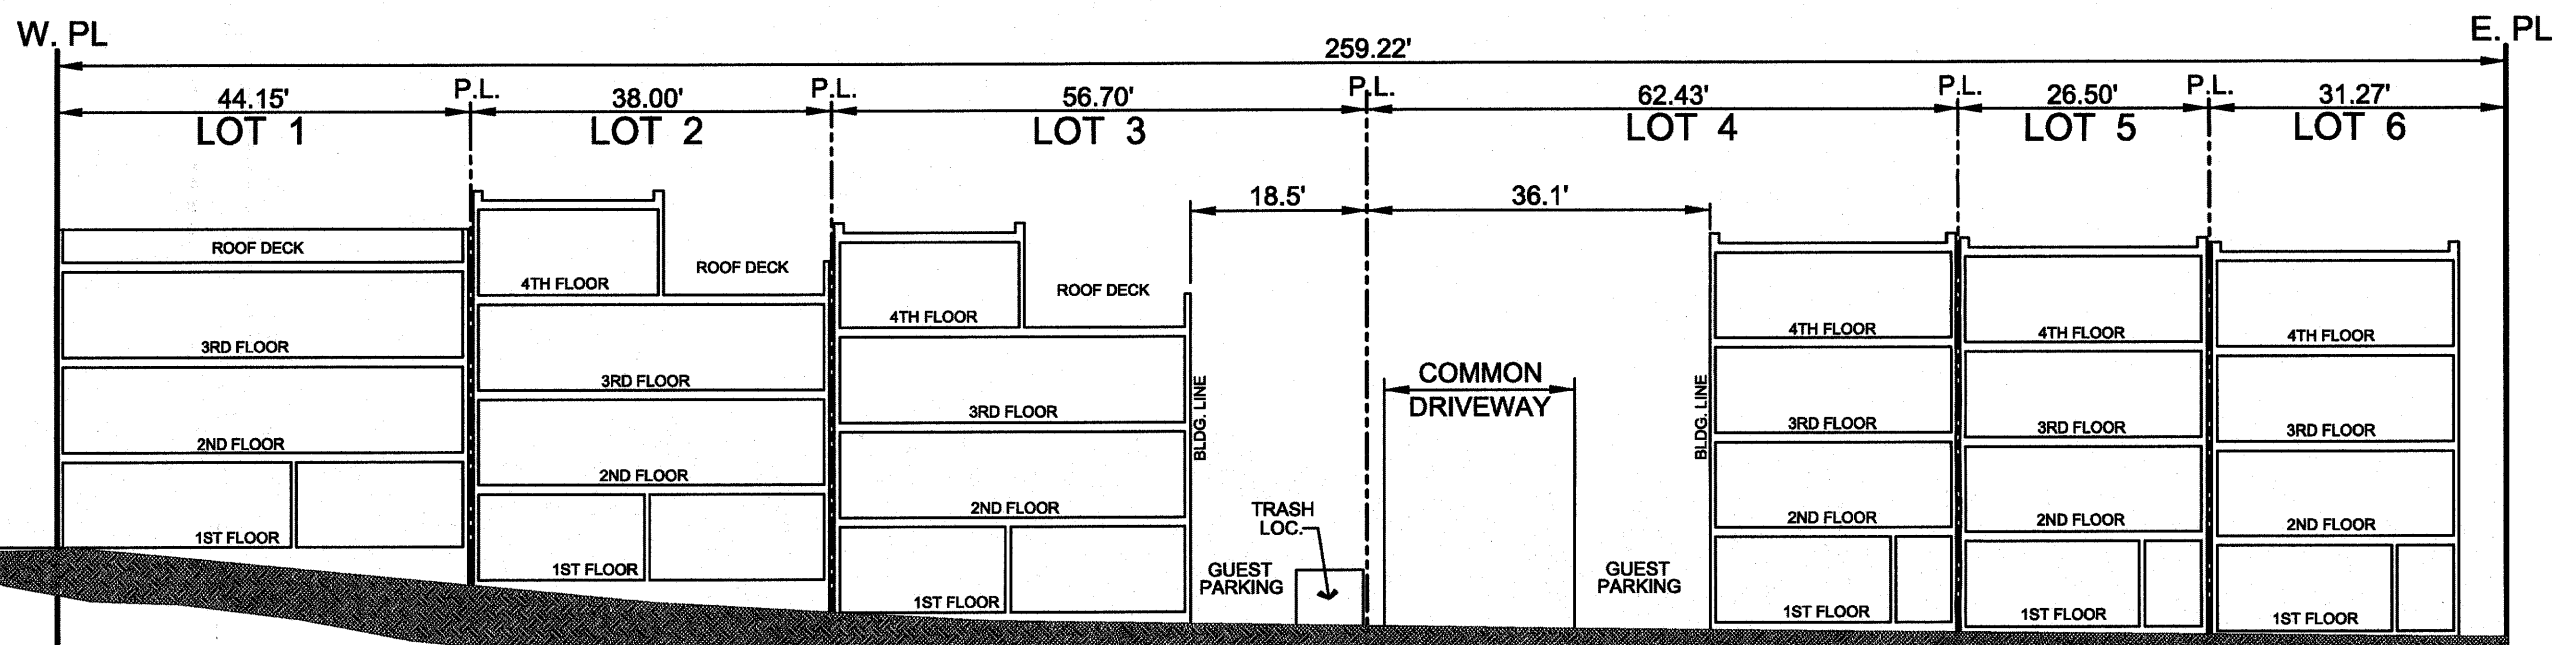 W. PL
E. PL
259.22'
P.L.
P.L.
P.L.
P.L.
P.L.
44.15'
38.00'
56.70'
62.43'
26.50'
31.27'
LOT 1
LOT 2
LOT 3
LOT 4
LOT 5
LOT 6
18.5'
36.1'
ROOF DECK
3RD FLOOR
2ND FLOOR
1ST FLOOR
4TH FLOOR
ROOF DECK
3RD FLOOR
2ND FLOOR
1ST FLOOR
4TH FLOOR
ROOF DECK
3RD FLOOR
2ND FLOOR
1ST FLOOR
BLDG. LINE
GUEST
PARKING
TRASH
LOC.
COMMON
DRIVEWAY
GUEST
PARKING
BLDG. LINE
4TH FLOOR
3RD FLOOR
2ND FLOOR
1ST FLOOR
4TH FLOOR
3RD FLOOR
2ND FLOOR
1ST FLOOR
4TH FLOOR
3RD FLOOR
2ND FLOOR
1ST FLOOR